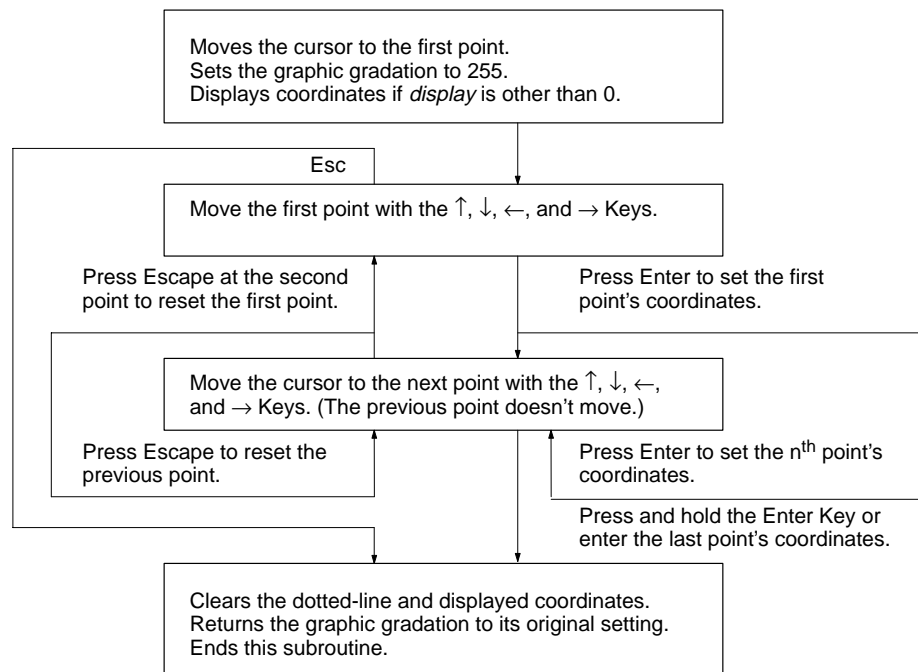 Moves the cursor to the first point.
Sets the graphic gradation to 255.
Displays coordinates if display is other than 0.
Esc
Move the first point with the ↑, ↓, ←, and → Keys.
Press Escape at the second
point to reset the first point.
Press Enter to set the first
point's coordinates.
Move the cursor to the next point with the ↑, ↓, ←,
and → Keys. (The previous point doesn't move.)
Press Escape to reset the
previous point.
Press Enter to set the nth point's
coordinates.
Press and hold the Enter Key or
enter the last point's coordinates.
Clears the dotted-line and displayed coordinates.
Returns the graphic gradation to its original setting.
Ends this subroutine.